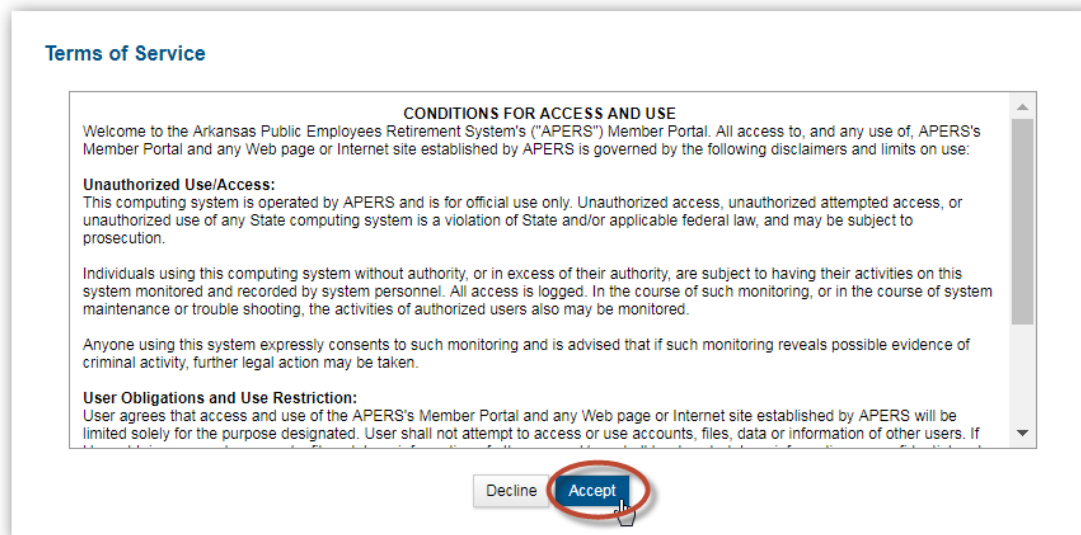 Terms of Service
CONDITIONS FOR ACCESS AND USE
Welcome to the Arkansas Public Employees Retirement System's ("APERS") Member Portal. All access to, and any use of, APERS's
Member Portal and any Web page or Internet site established by APERS is governed by the following disclaimers and limits on use:
Unauthorized Use/Access:
This computing system is operated by APERS and is for official use only. Unauthorized access, unauthorized attempted access, or
unauthorized use of any State computing system is a violation of State and/or applicable federal law, and may be subject to
prosecution.
Individuals using this computing system without authority, or in excess of their authority, are subject to having their activities on this
system monitored and recorded by system personnel. All access is logged. In the course of such monitoring, or in the course of system
maintenance or trouble shooting, the activities of authorized users also may be monitored.
Anyone using this system expressly consents to such monitoring and is advised that if such monitoring reveals possible evidence of
criminal activity, further legal action may be taken.
User Obligations and Use Restriction:
User agrees that access and use of the APERS's Member Portal and any Web page or Internet site established by APERS will be
limited solely for the purpose designated. User shall not attempt to access or use accounts, files, data or information of other users. If
Decline Accept